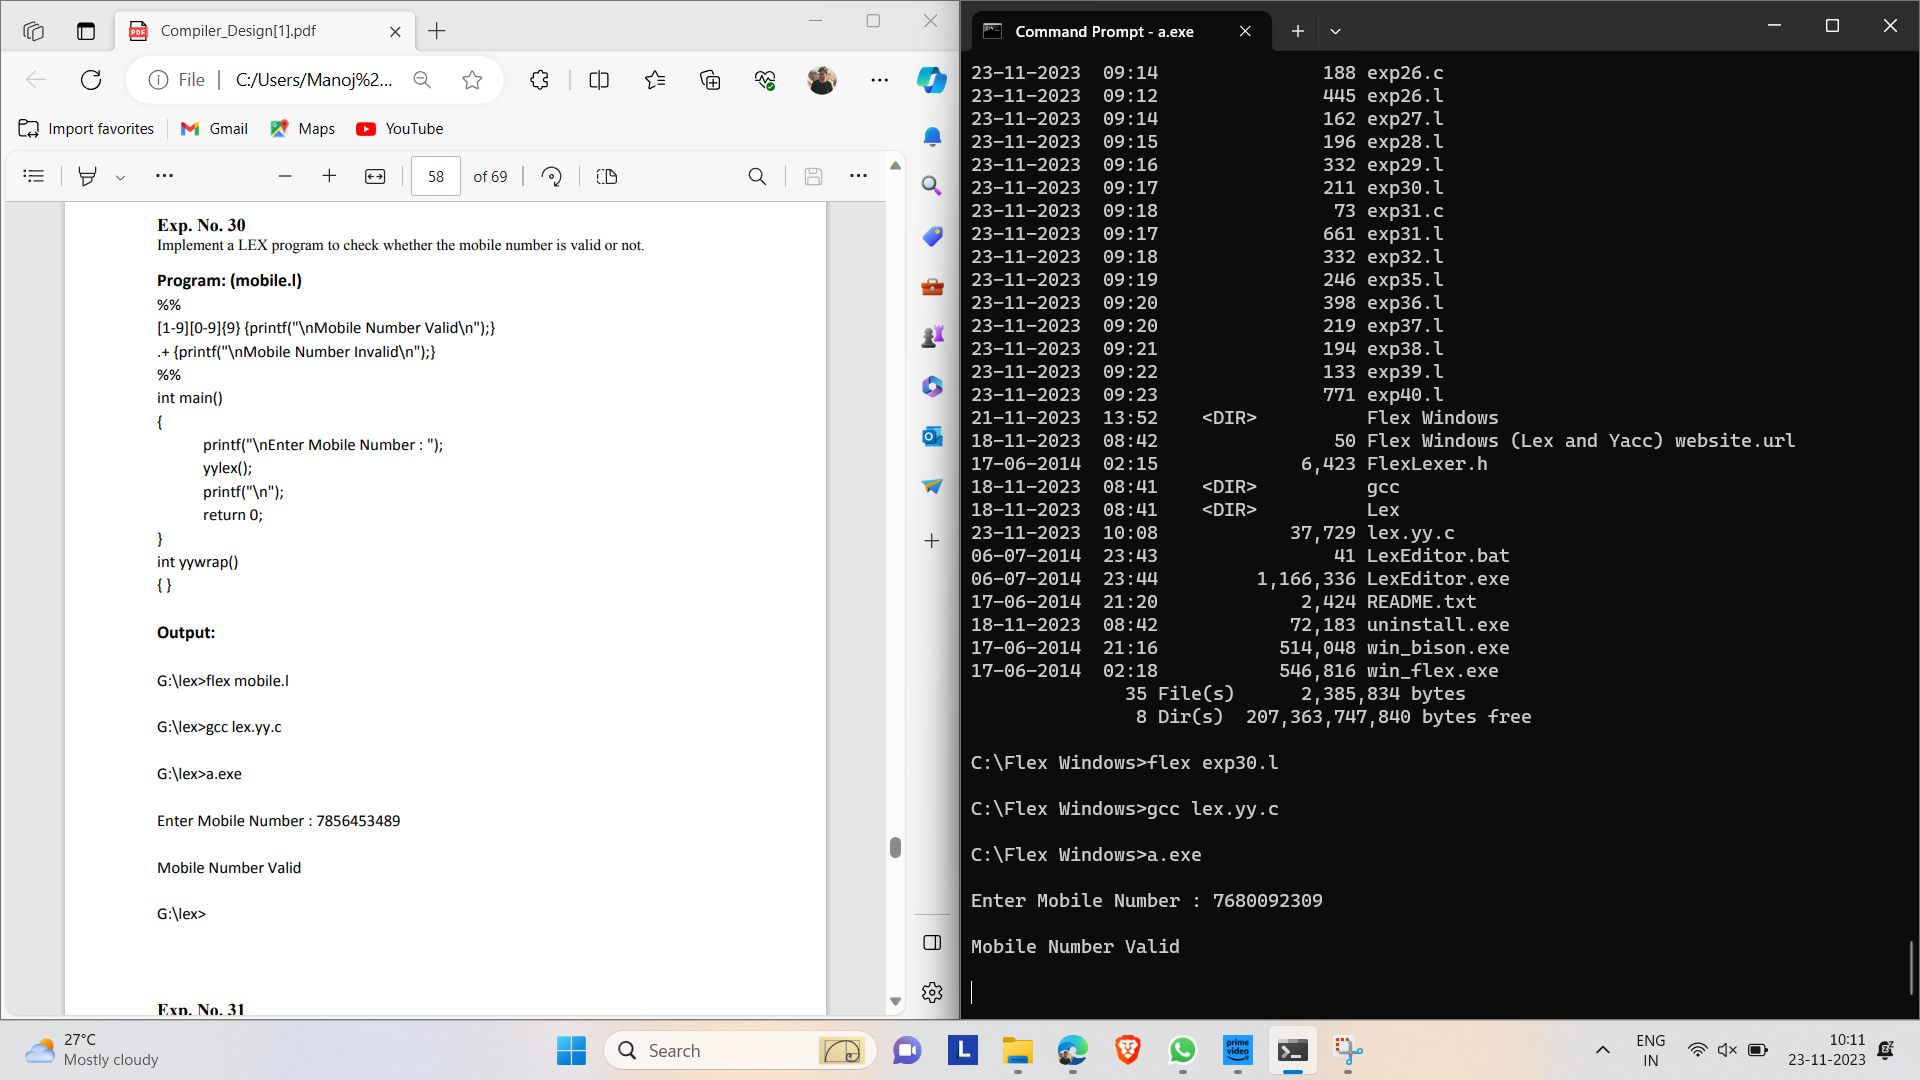 Compiler_Design[1].pdf
File
C:/Users/Manoj%2...
Import favorites
Gmail
Maps
YouTube
58 of 69
Exp. No. 30
Implement a LEX program to check whether the mobile number is valid or not.
Program: (mobile.l)
%%
[1-9][0-9]{9} {printf("\nMobile Number Valid\n");}
.+ {printf("\nMobile Number Invalid\n");}
%%
int main()
{
printf("\nEnter Mobile Number : ");
yylex();
printf("\n");
return 0;
}
int yywrap()
{ }
Output:
G:\lex>flex mobile.l
G:\lex>gcc lex.yy.c
G:\lex>a.exe
Enter Mobile Number : 7856453489
Mobile Number Valid
G:\lex>
Exp. No. 31
Command Prompt - a.exe
23-11-2023  09:14               188 exp26.c
23-11-2023  09:12               445 exp26.l
23-11-2023  09:14               162 exp27.l
23-11-2023  09:15               196 exp28.l
23-11-2023  09:16               332 exp29.l
23-11-2023  09:17               211 exp30.l
23-11-2023  09:18                73 exp31.c
23-11-2023  09:17               661 exp31.l
23-11-2023  09:18               332 exp32.l
23-11-2023  09:19               246 exp35.l
23-11-2023  09:20               398 exp36.l
23-11-2023  09:20               219 exp37.l
23-11-2023  09:21               194 exp38.l
23-11-2023  09:22               133 exp39.l
23-11-2023  09:23               771 exp40.l
21-11-2023  13:52    <DIR>          Flex Windows
18-11-2023  08:42                50 Flex Windows (Lex and Yacc) website.url
17-06-2014  02:15             6,423 FlexLexer.h
18-11-2023  08:41    <DIR>          gcc
18-11-2023  08:41    <DIR>          Lex
23-11-2023  10:08            37,729 lex.yy.c
06-07-2014  23:43                41 LexEditor.bat
06-07-2014  23:44         1,166,336 LexEditor.exe
17-06-2014  21:20             2,424 README.txt
18-11-2023  08:42            72,183 uninstall.exe
17-06-2014  21:16           514,048 win_bison.exe
17-06-2014  02:18           546,816 win_flex.exe
35 File(s)      2,385,834 bytes
8 Dir(s)  207,363,747,840 bytes free
C:\Flex Windows>flex exp30.l
C:\Flex Windows>gcc lex.yy.c
C:\Flex Windows>a.exe
Enter Mobile Number : 7680092309
Mobile Number Valid
27°C
Mostly cloudy
Search
L
prime video
ENG
IN
10:11
23-11-2023